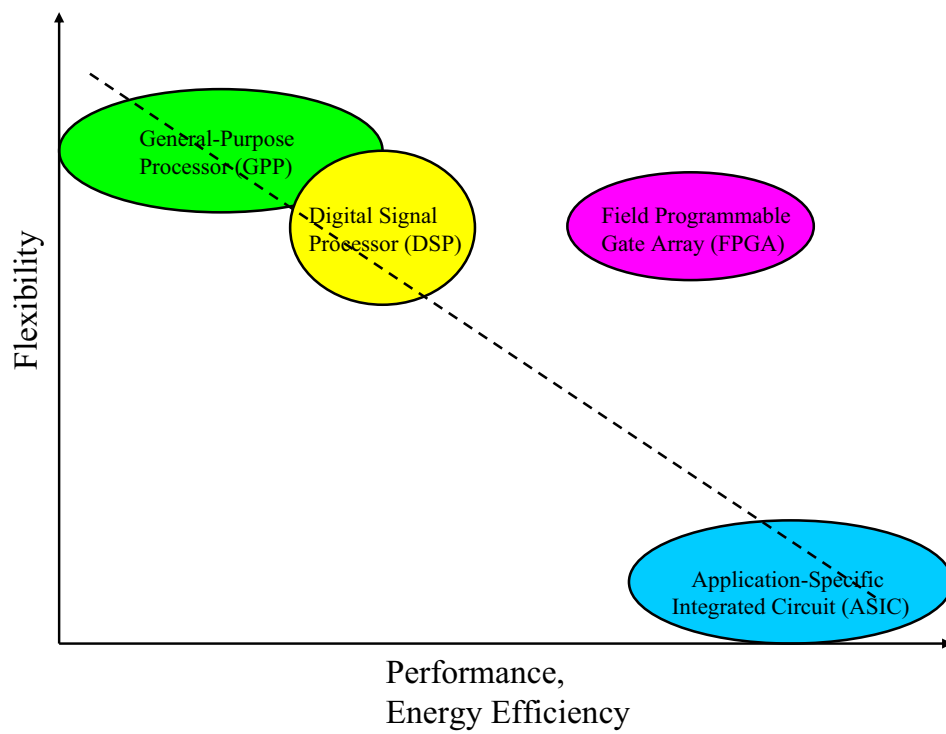 General-Purpose
Processor (GPP)
Digital Signal
Processor (DSP)
Field Programmable
Gate Array (FPGA)
Flexibility
Application-Specific
Integrated Circuit (ASIC)
Performance,
Energy Efficiency